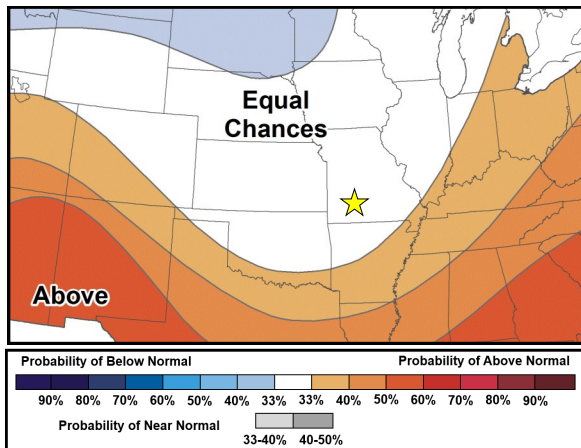 Equal
Chances
Above
Probability of Below Normal
Probability of Above Normal
90% 80% 70% 60% 50% 40% 33% 33% 40% 50% 60% 70% 80% 90%
Probability of Near Normal
33-40% 40-50%